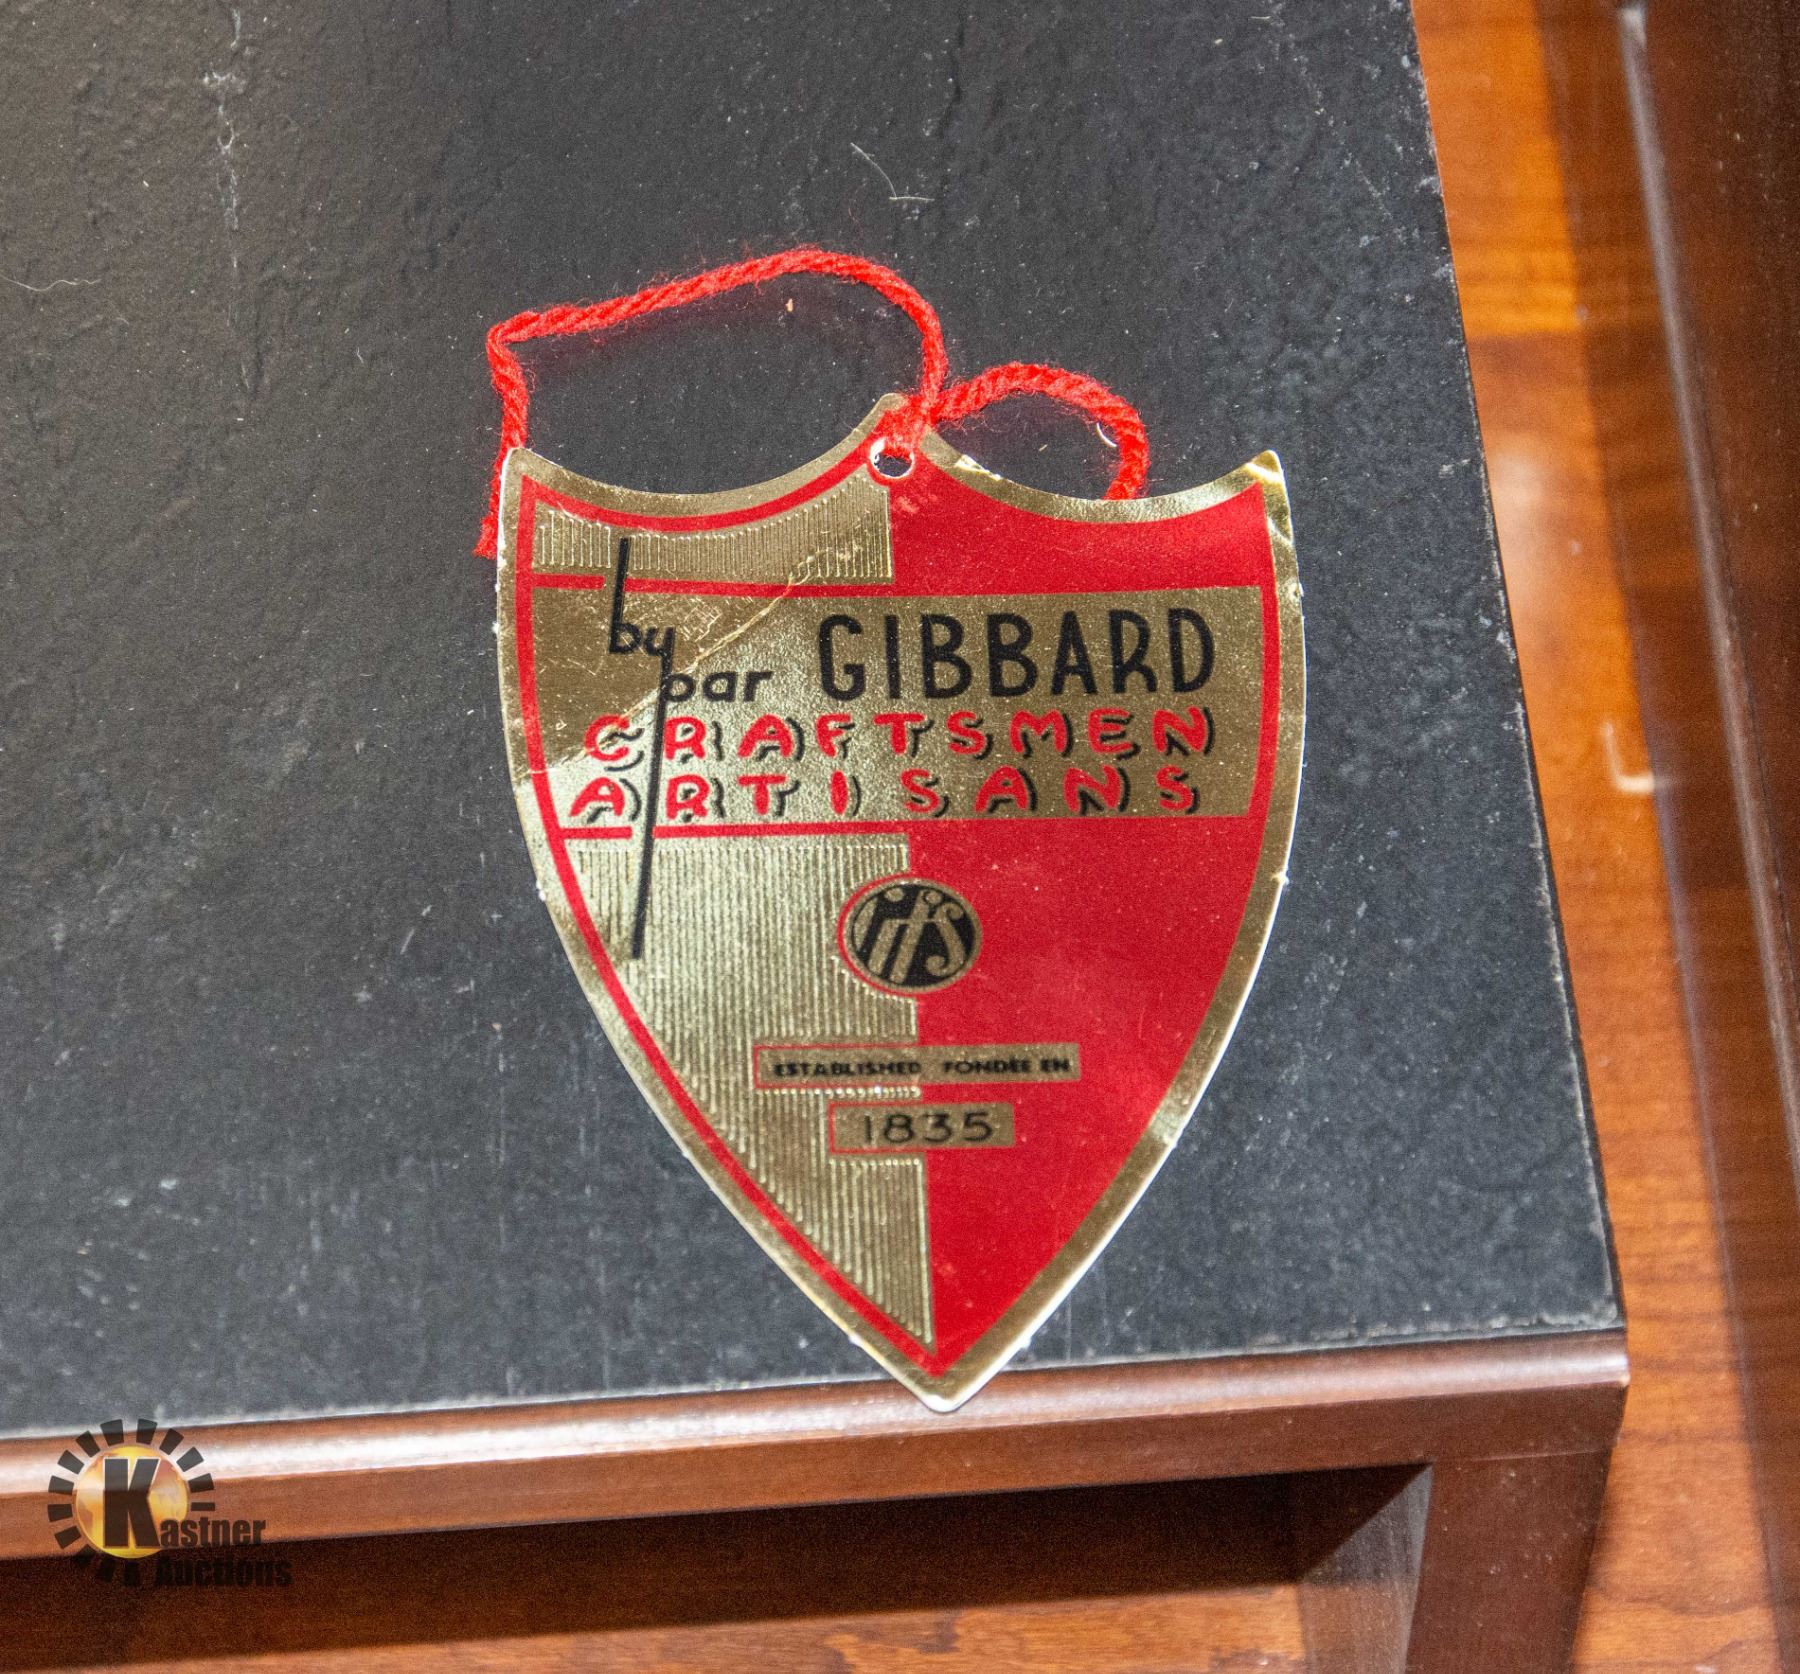 by
par GIBBARD
CRAFTSMEN
ARTISANS
ESTABLISHED FONDÉE EN
1835
Kastner
Auctions